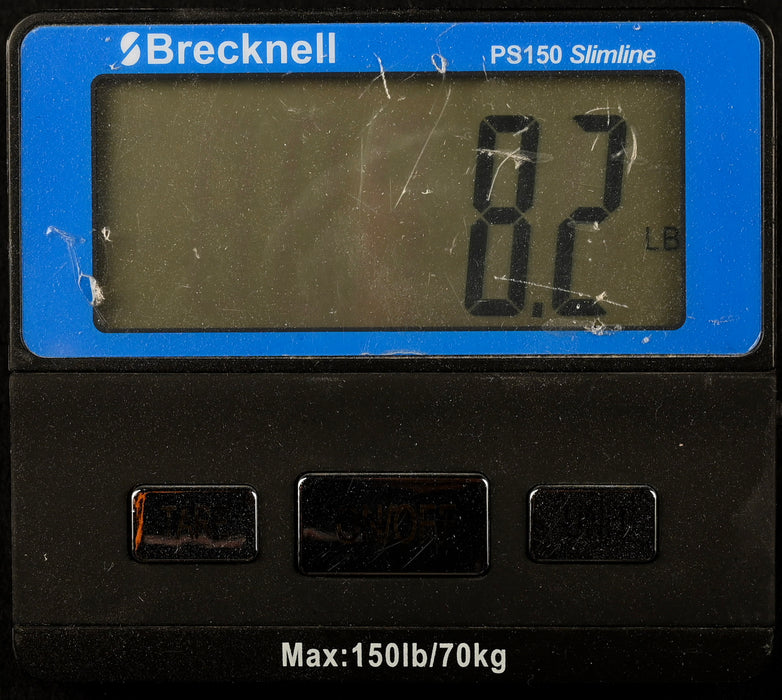 Brecknell
PS150 Slimline
8.2
LB
Max:150lb/70kg